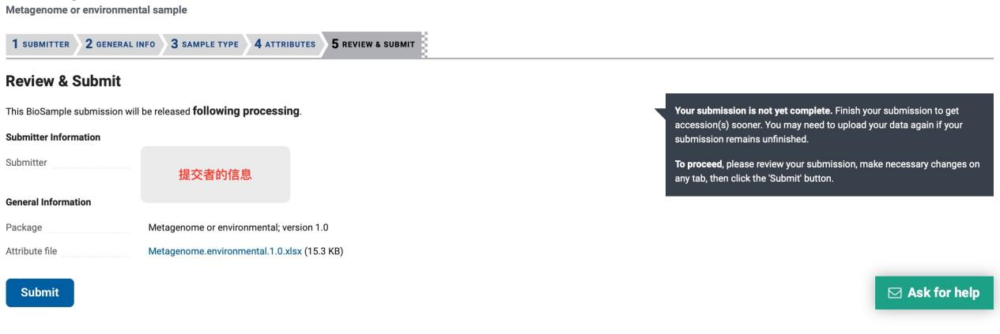 Metagenome or environmental sample
1 SUBMITTER 2 GENERAL INFO 3 SAMPLE TYPE 4 ATTRIBUTES 5 REVIEW & SUBMIT
Review & Submit
This BioSample submission will be released following processing.
Submitter Information
Submitter
提交者的信息
General Information
Package Metagenome or environmental; version 1.0
Attribute file Metagenome.environmental.1.0.xlsx (15.3 KB)
Submit
Your submission is not yet complete. Finish your submission to get
accession(s) sooner. You may need to upload your data again if your
submission remains unfinished.
To proceed, please review your submission, make necessary changes on
any tab, then click the 'Submit' button.
Ask for help